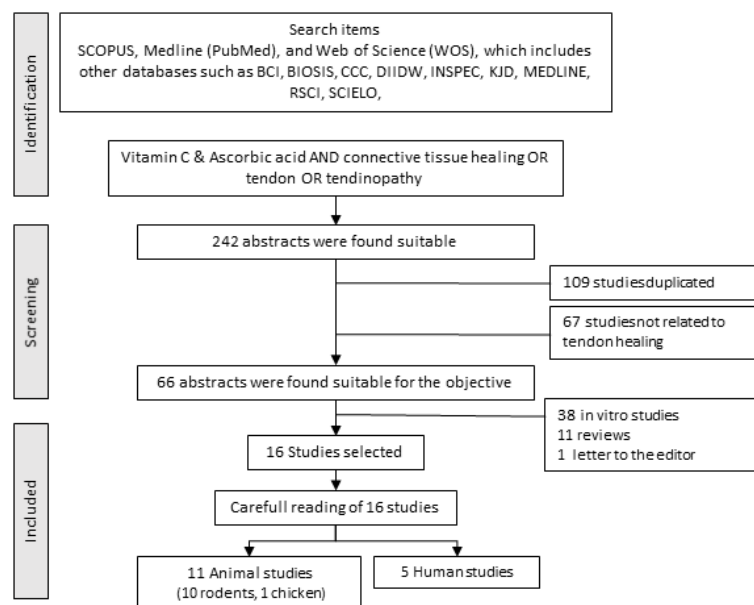 Identification
Search items
SCOPUS, Medline (PubMed), and Web of Science (WOS), which includes
other databases such as BCI, BIOSIS, CCC, DIIDW, INSPEC, KJD, MEDLINE,
RSCI, SCIELO,
Vitamin C & Ascorbic acid AND connective tissue healing OR
tendon OR tendinopathy
Screening
242 abstracts were found suitable
109 studiesduplicated
67 studiesnot related to
tendon healing
66 abstracts were found suitable for the objective
38 in vitro studies
11 reviews
1 letter to the editor
Included
16 Studies selected
Carefull reading of 16 studies
11 Animal studies
(10 rodents, 1 chicken)
5 Human studies